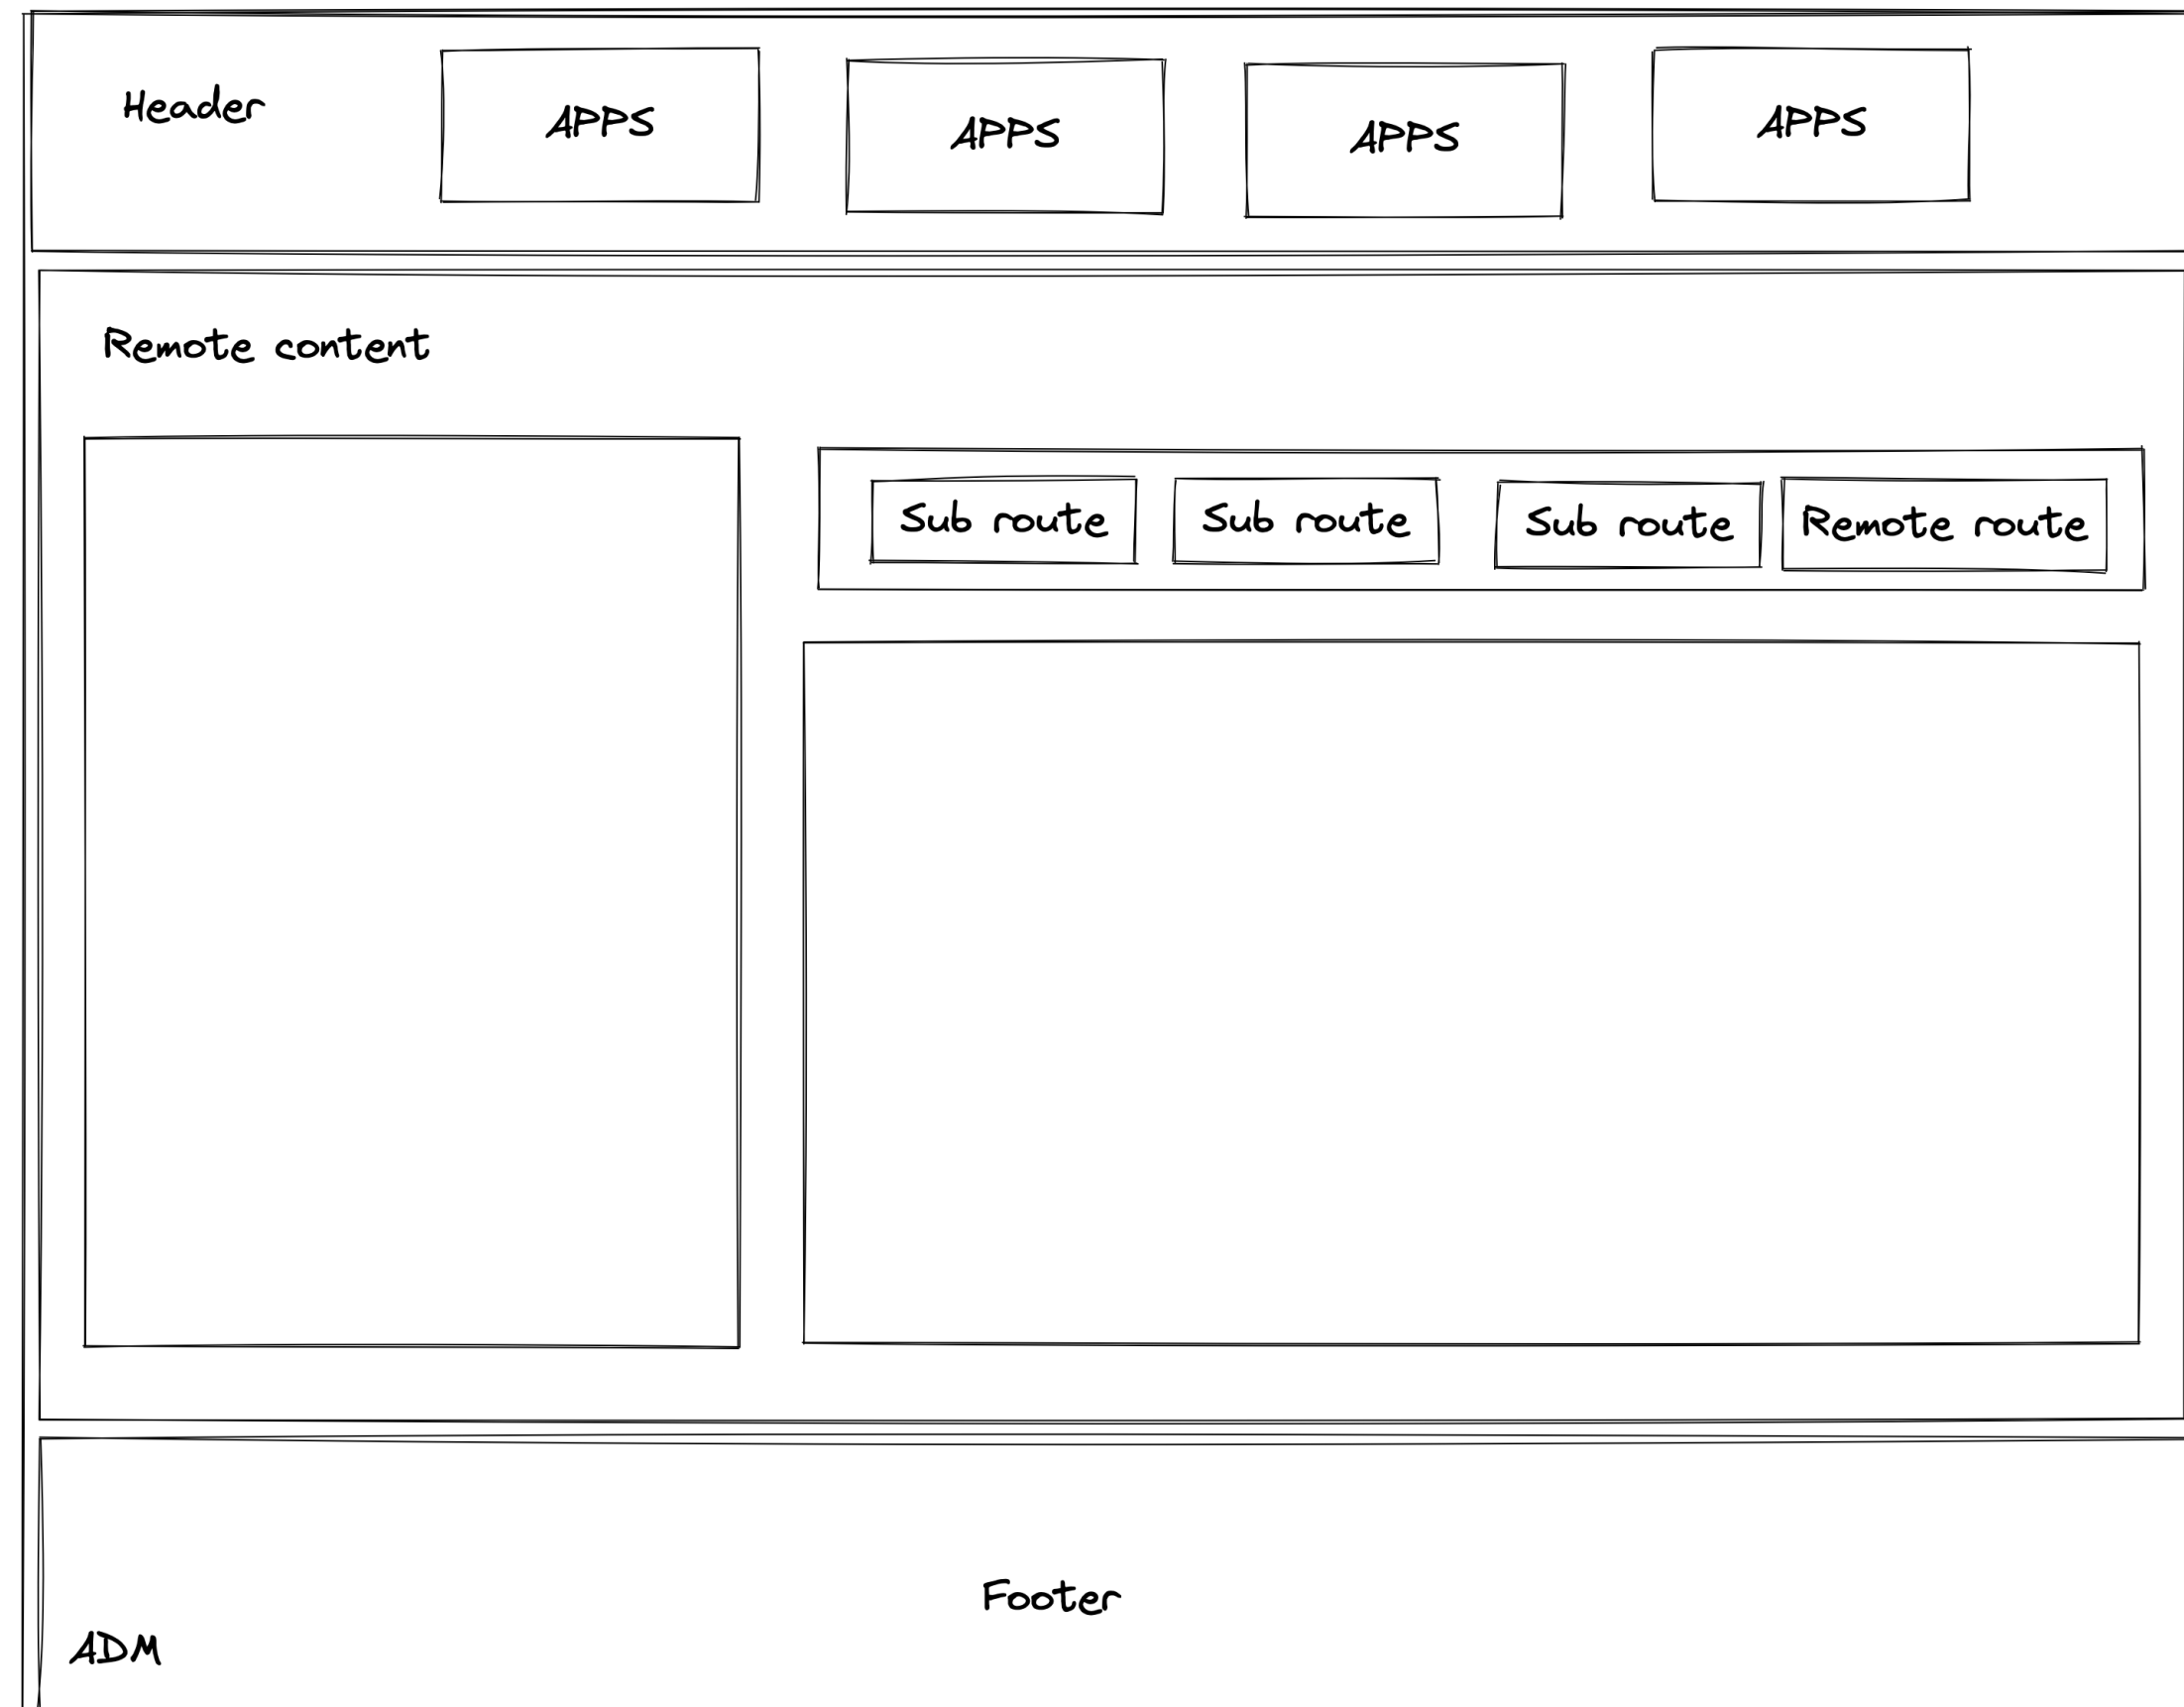 Header
APPS
APPS
APPS
APPS
Remote content
Sub route
Sub route
Sub route
Remote route
Footer
ADM